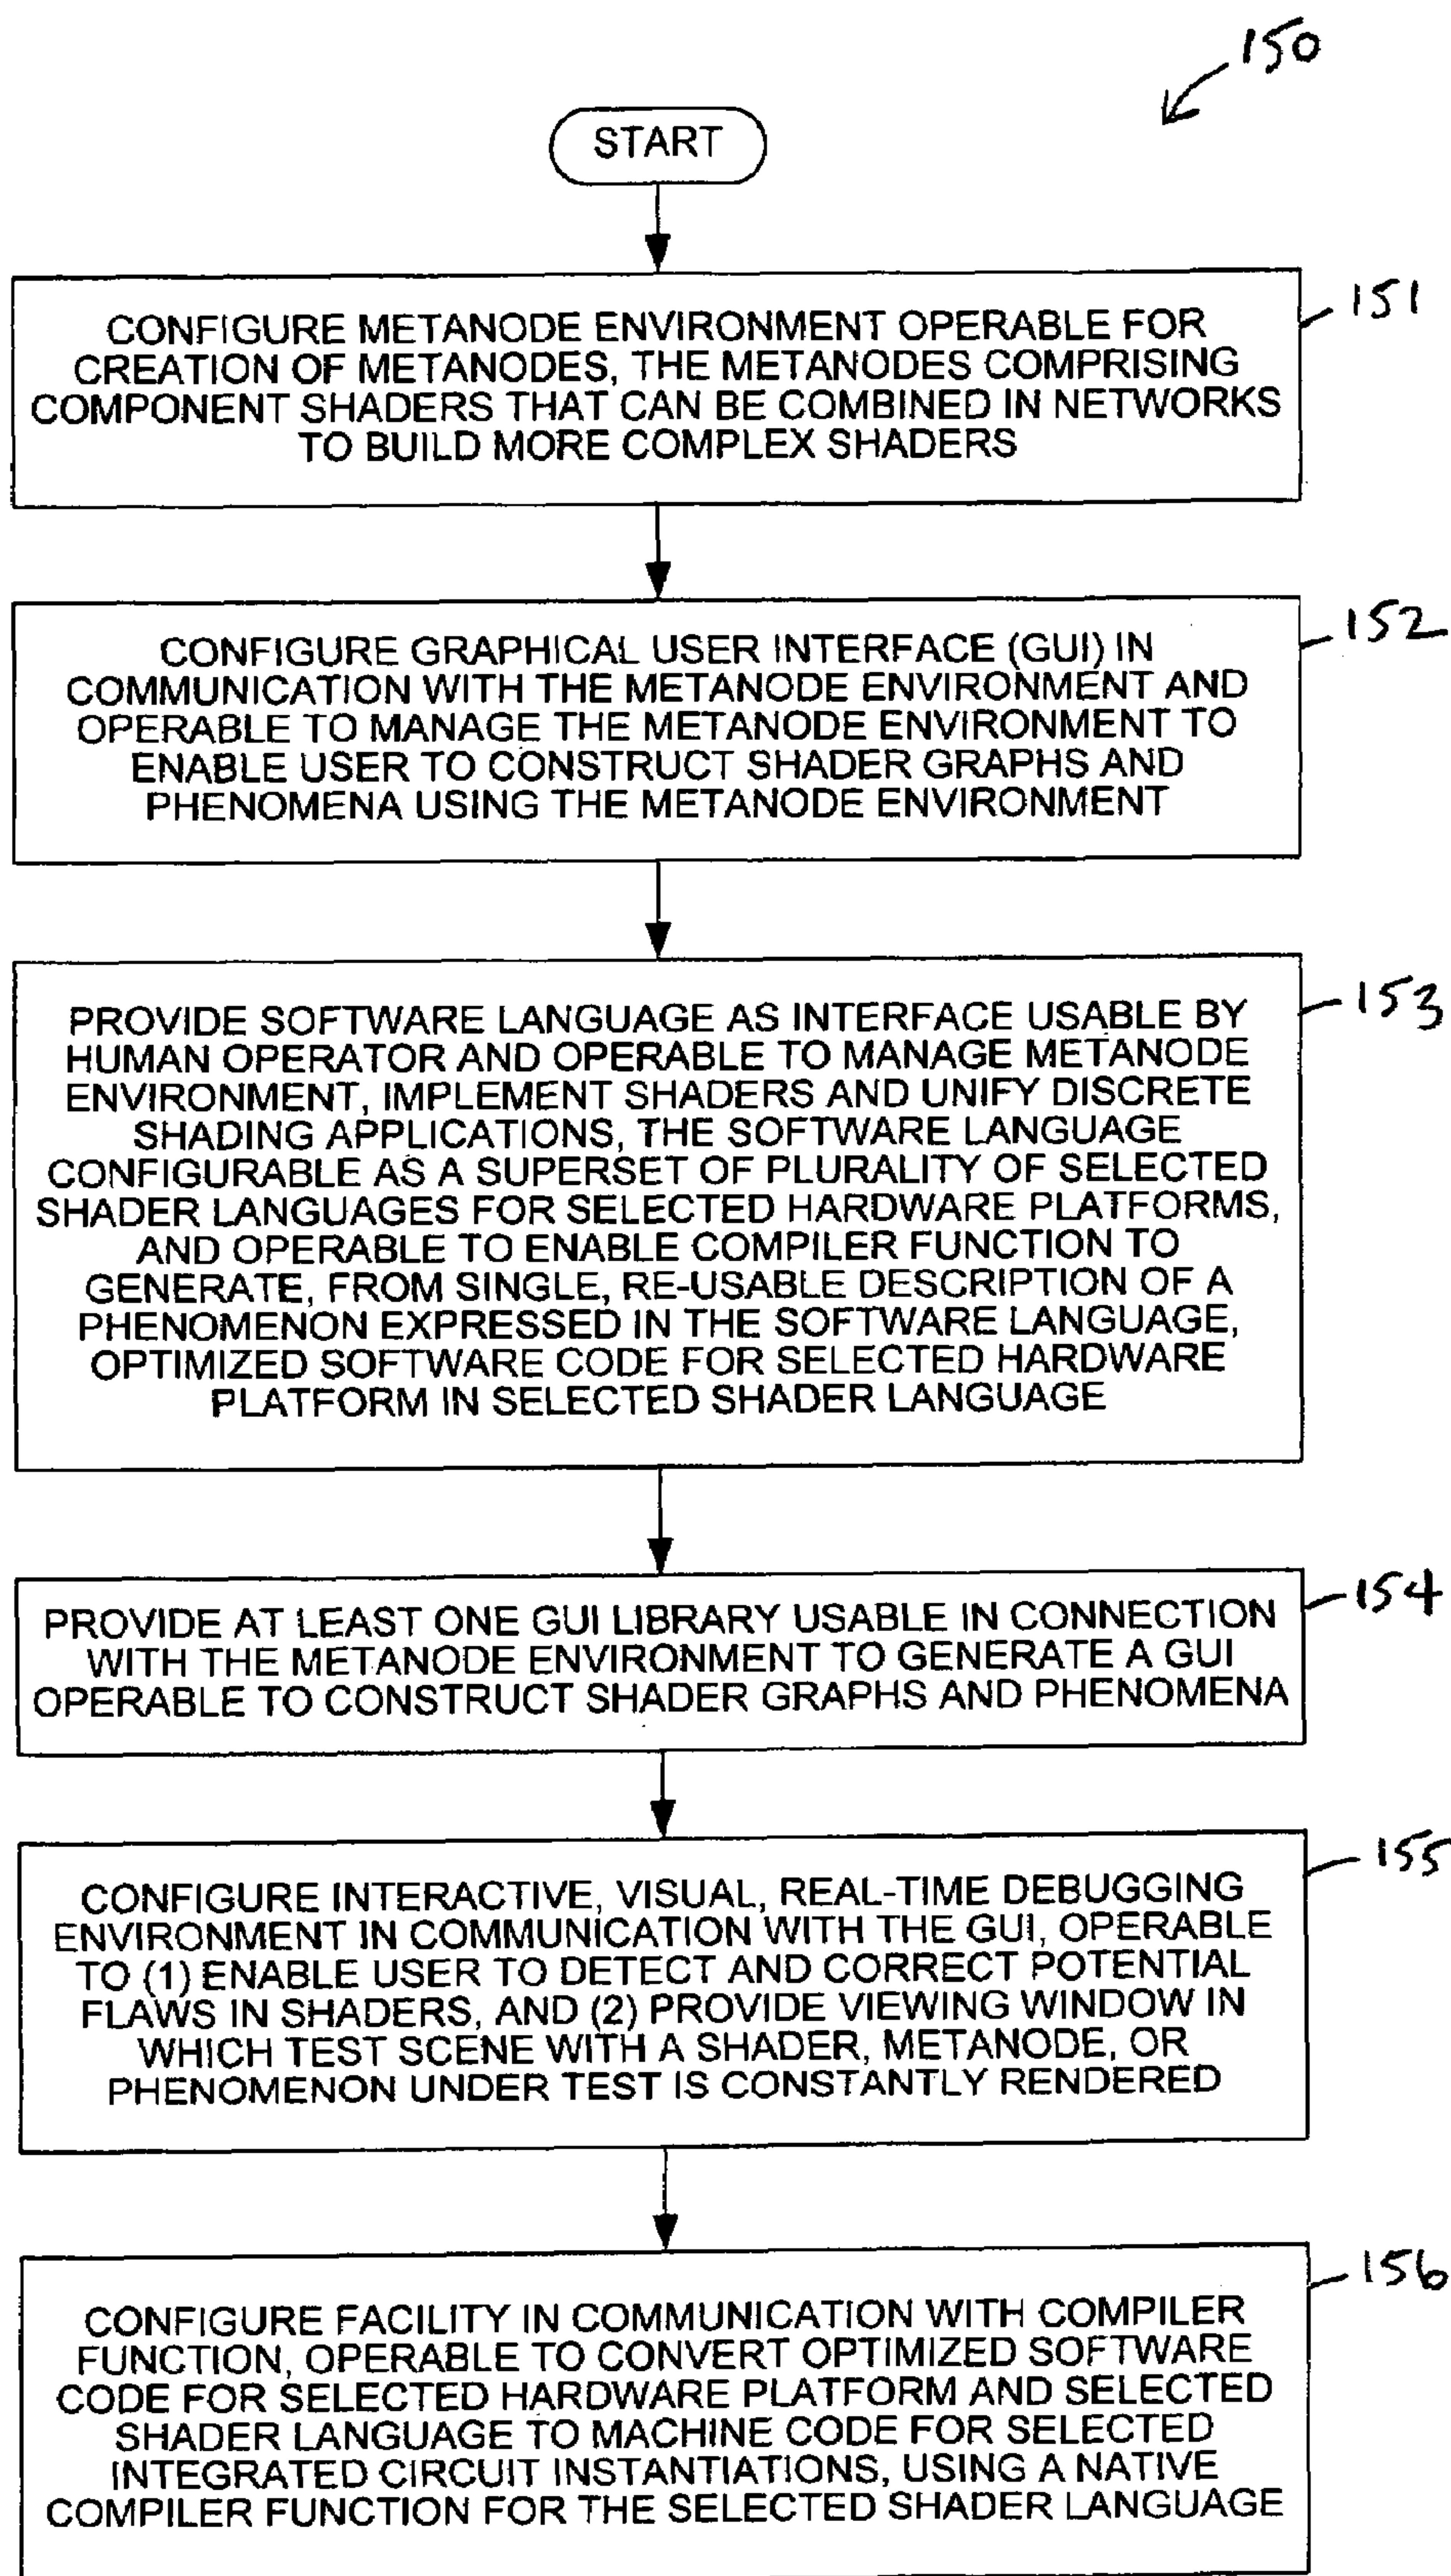 150
START
151
CONFIGURE METANODE ENVIRONMENT OPERABLE FOR
CREATION OF METANODES, THE METANODES COMPRISING
COMPONENT SHADERS THAT CAN BE COMBINED IN NETWORKS
TO BUILD MORE COMPLEX SHADERS
152
CONFIGURE GRAPHICAL USER INTERFACE (GUI) IN
COMMUNICATION WITH THE METANODE ENVIRONMENT AND
OPERABLE TO MANAGE THE METANODE ENVIRONMENT TO
ENABLE USER TO CONSTRUCT SHADER GRAPHS AND
PHENOMENA USING THE METANODE ENVIRONMENT
153
PROVIDE SOFTWARE LANGUAGE AS INTERFACE USABLE BY
HUMAN OPERATOR AND OPERABLE TO MANAGE METANODE
ENVIRONMENT, IMPLEMENT SHADERS AND UNIFY DISCRETE
SHADING APPLICATIONS, THE SOFTWARE LANGUAGE
CONFIGURABLE AS A SUPERSET OF PLURALITY OF SELECTED
SHADER LANGUAGES FOR SELECTED HARDWARE PLATFORMS,
AND OPERABLE TO ENABLE COMPILER FUNCTION TO
GENERATE, FROM SINGLE, RE-USABLE DESCRIPTION OF A
PHENOMENON EXPRESSED IN THE SOFTWARE LANGUAGE,
OPTIMIZED SOFTWARE CODE FOR SELECTED HARDWARE
PLATFORM IN SELECTED SHADER LANGUAGE
154
PROVIDE AT LEAST ONE GUI LIBRARY USABLE IN CONNECTION
WITH THE METANODE ENVIRONMENT TO GENERATE A GUI
OPERABLE TO CONSTRUCT SHADER GRAPHS AND PHENOMENA
155
CONFIGURE INTERACTIVE, VISUAL, REAL-TIME DEBUGGING
ENVIRONMENT IN COMMUNICATION WITH THE GUI, OPERABLE
TO (1) ENABLE USER TO DETECT AND CORRECT POTENTIAL
FLAWS IN SHADERS, AND (2) PROVIDE VIEWING WINDOW IN
WHICH TEST SCENE WITH A SHADER, METANODE, OR
PHENOMENON UNDER TEST IS CONSTANTLY RENDERED
156
CONFIGURE FACILITY IN COMMUNICATION WITH COMPILER
FUNCTION, OPERABLE TO CONVERT OPTIMIZED SOFTWARE
CODE FOR SELECTED HARDWARE PLATFORM AND SELECTED
SHADER LANGUAGE TO MACHINE CODE FOR SELECTED
INTEGRATED CIRCUIT INSTANTIATIONS, USING A NATIVE
COMPILER FUNCTION FOR THE SELECTED SHADER LANGUAGE